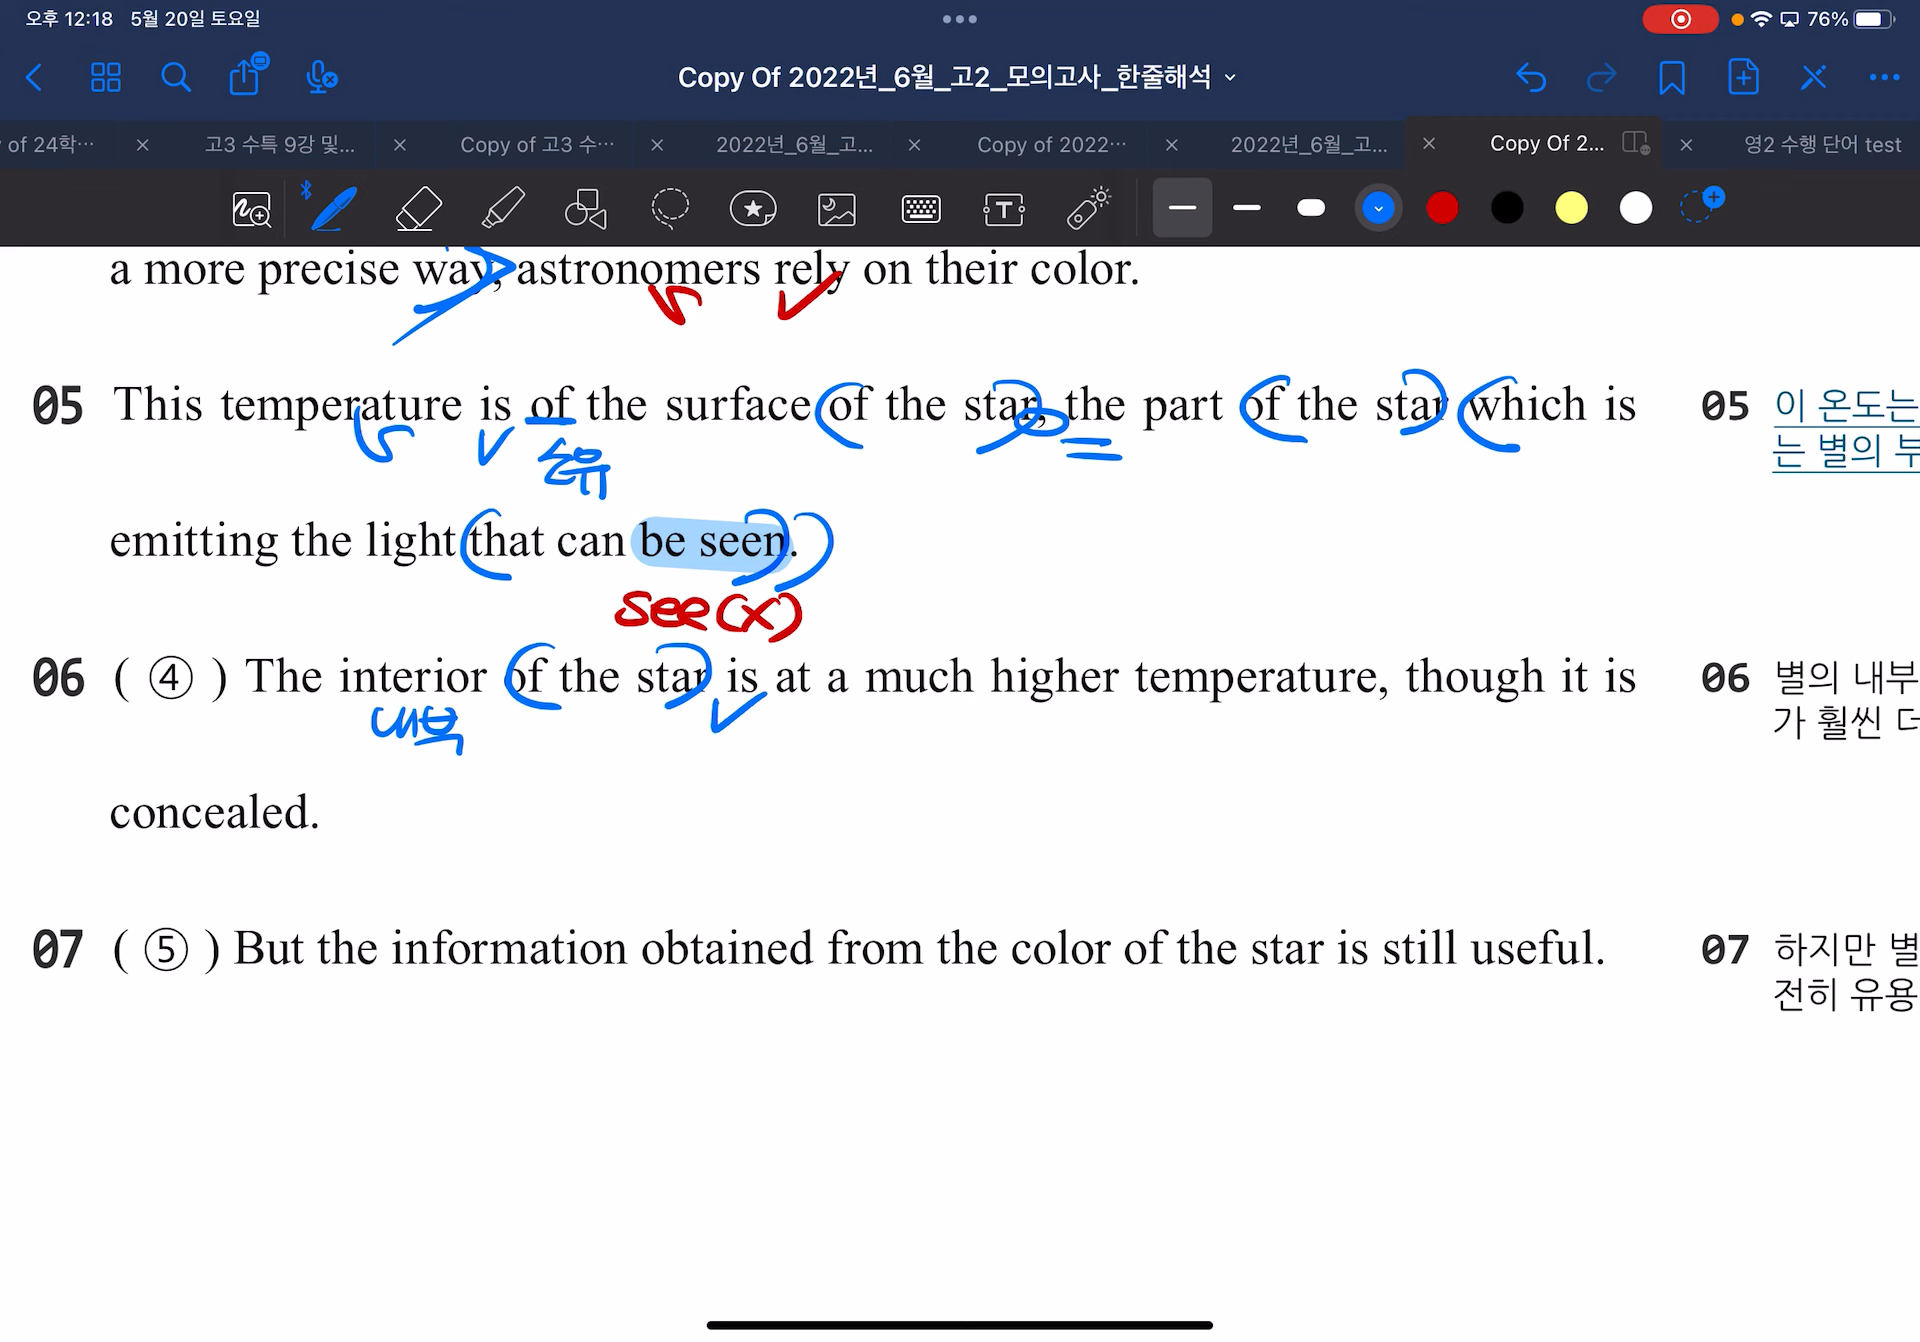 오후 12:18 5월 20일 토요일
76%
Copy Of 2022년_6월_고2_모의고사_한줄해석
of 24학… 고3 수특 9강 및... Copy of 고3 수… 2022년_6월_고... Copy of 2022… 2022년_6월_고... Copy Of 2... 영2 수행 단어 test
a more precise way, astronomers rely on their color.
05 This temperature is of the surface of the star, the part of the star which is
소유
emitting the light that can be seen.
see(x)
06 ( ④ ) The interior of the star is at a much higher temperature, though it is
내부
concealed.
07 ( ⑤ ) But the information obtained from the color of the star is still useful.
05 이 온도는
는 별의 부
06 별의 내부
가 훨씬 더
07 하지만 별
전히 유용